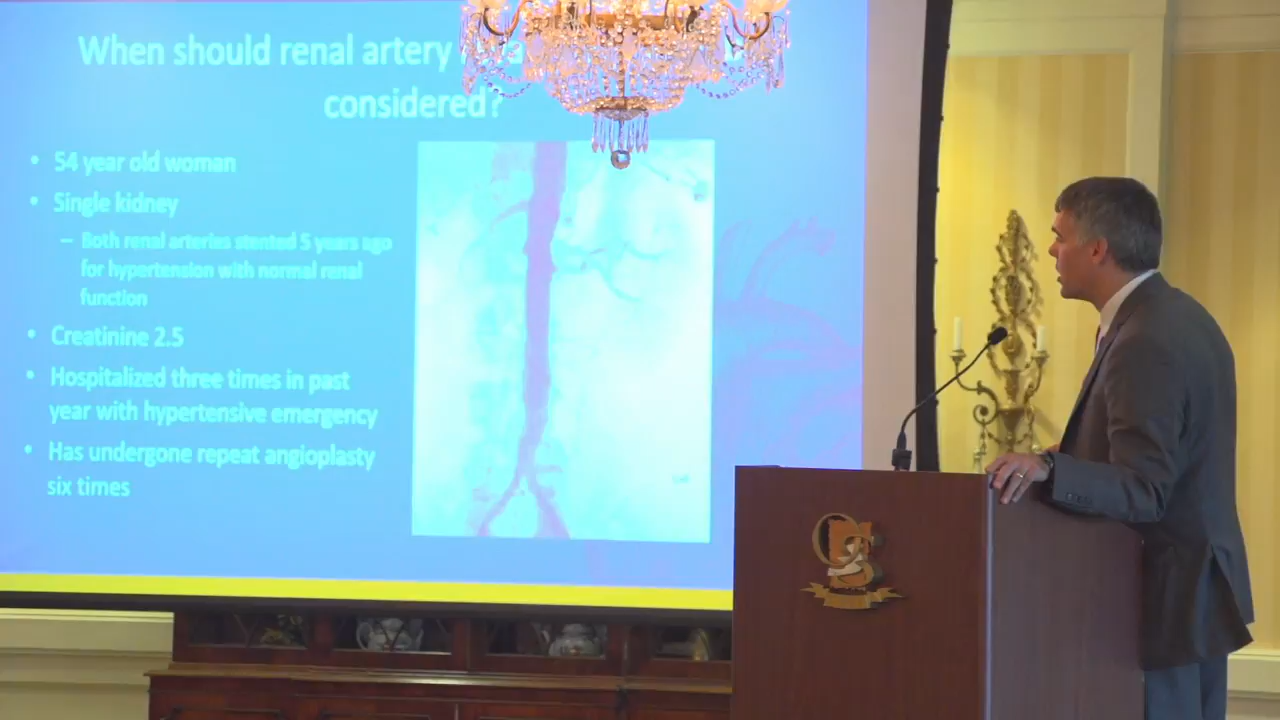 When should renal artery
considered?
• 54 year old woman
• Single kidney
– Both renal arteries stented 5 years ago
for hypertension with normal renal
function
• Creatinine 2.5
• Hospitalized three times in past
year with hypertensive emergency
• Has undergone repeat angioplasty
six times